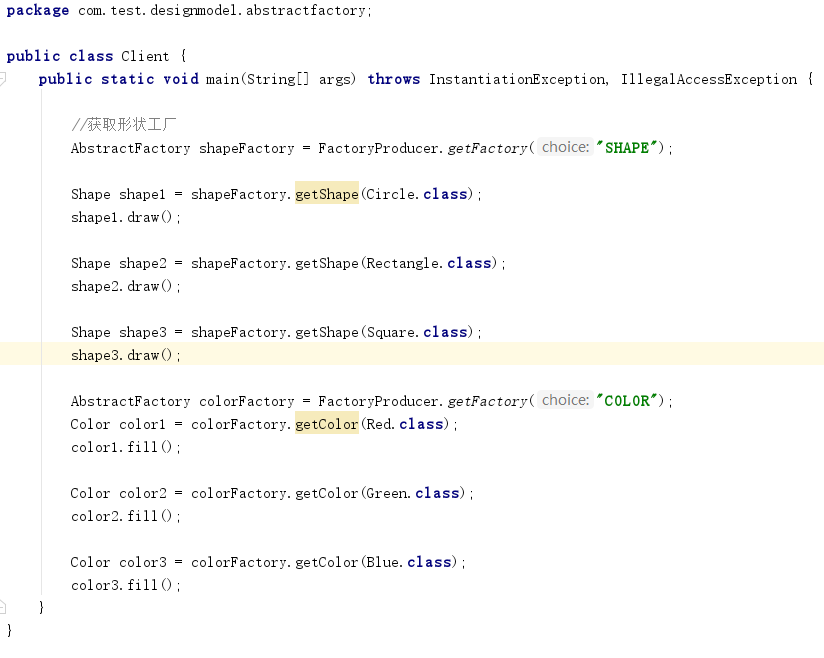 package com.test.designmodel.abstractfactory;
public class Client {
public static void main(String[] args) throws InstantiationException, IllegalAccessException {
//获取形状工厂
AbstractFactory shapeFactory = FactoryProducer.getFactory( choice: "SHAPE");
Shape shape1 = shapeFactory.getShape(Circle.class);
shape1.draw();
Shape shape2 = shapeFactory.getShape(Rectangle.class);
shape2.draw();
Shape shape3 = shapeFactory.getShape(Square.class);
shape3.draw();
AbstractFactory colorFactory = FactoryProducer.getFactory( choice: "COLOR");
Color color1 = colorFactory.getColor(Red.class);
color1.fill();
Color color2 = colorFactory.getColor(Green.class);
color2.fill();
Color color3 = colorFactory.getColor(Blue.class);
color3.fill();
}
}